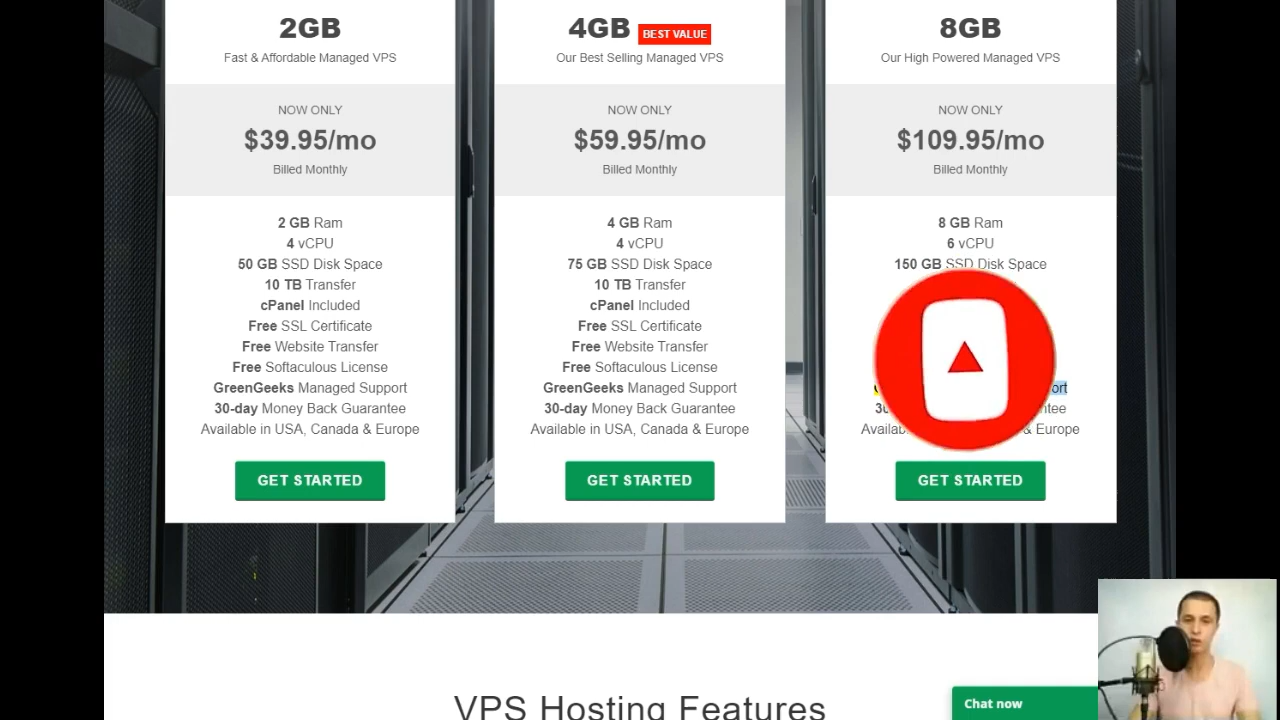 2GB
Fast & Affordable Managed VPS
NOW ONLY
$39.95/mo
Billed Monthly
2 GB Ram
4 vCPU
50 GB SSD Disk Space
10 TB Transfer
cPanel Included
Free SSL Certificate
Free Website Transfer
Free Softaculous License
GreenGeeks Managed Support
30-day Money Back Guarantee
Available in USA, Canada & Europe
GET STARTED
4GB BEST VALUE
Our Best Selling Managed VPS
NOW ONLY
$59.95/mo
Billed Monthly
4 GB Ram
4 vCPU
75 GB SSD Disk Space
10 TB Transfer
cPanel Included
Free SSL Certificate
Free Website Transfer
Free Softaculous License
GreenGeeks Managed Support
30-day Money Back Guarantee
Available in USA, Canada & Europe
GET STARTED
8GB
Our High Powered Managed VPS
NOW ONLY
$109.95/mo
Billed Monthly
8 GB Ram
6 vCPU
150 GB SSD Disk Space
& Europe
GET STARTED
VPS Hosting Features
Chat now